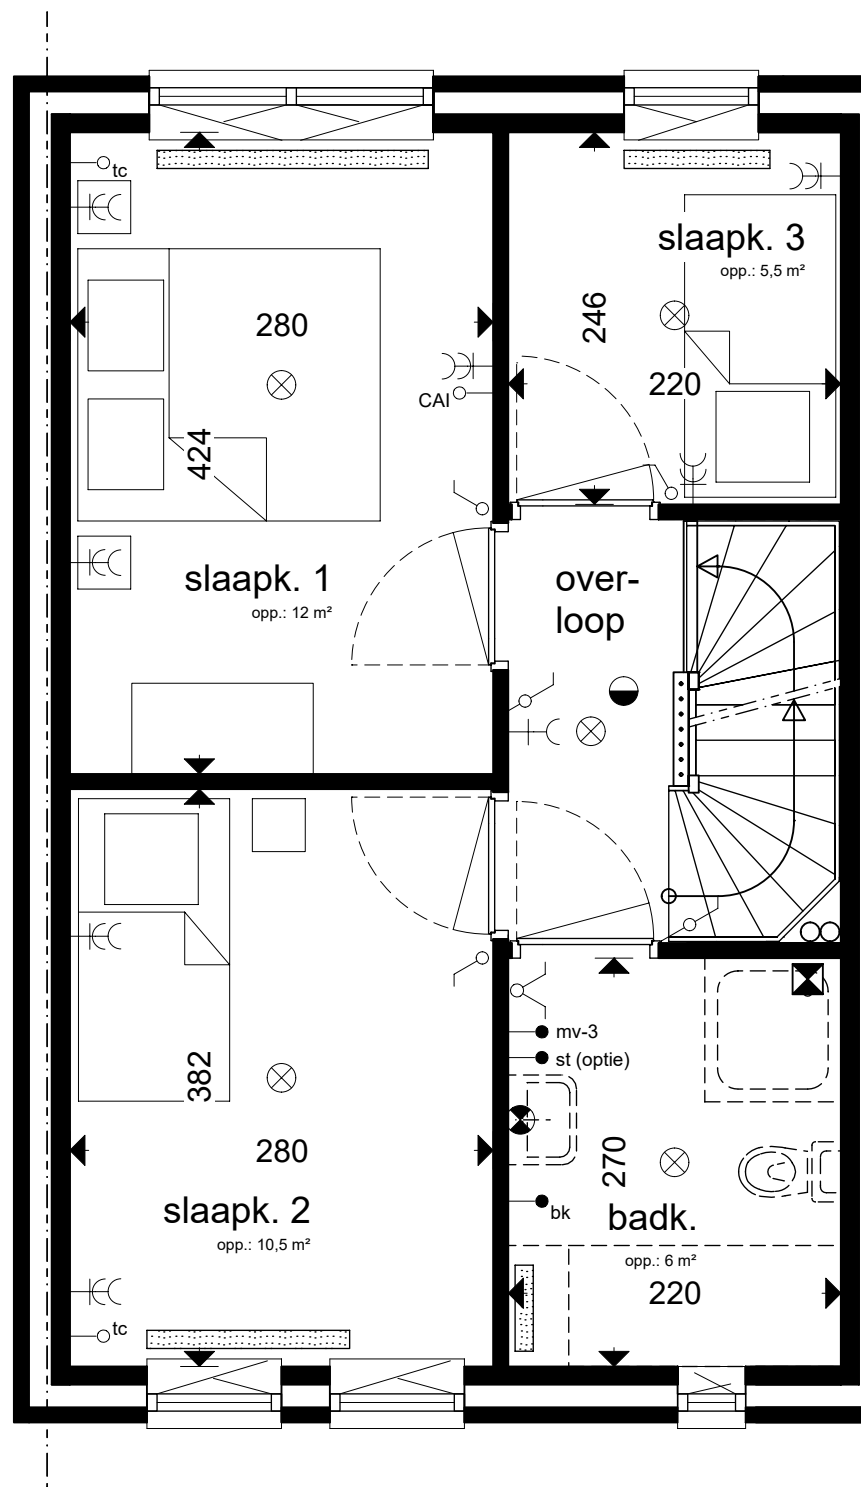 tc
slaapk. 3
opp.: 5,5 m²
280
246
220
CAI
424
slaapk. 1
opp.: 12 m²
over-
loop
mv-3
st (optie)
382
280
270
slaapk. 2
opp.: 10,5 m²
bk
badk.
opp.: 6 m²
220
tc